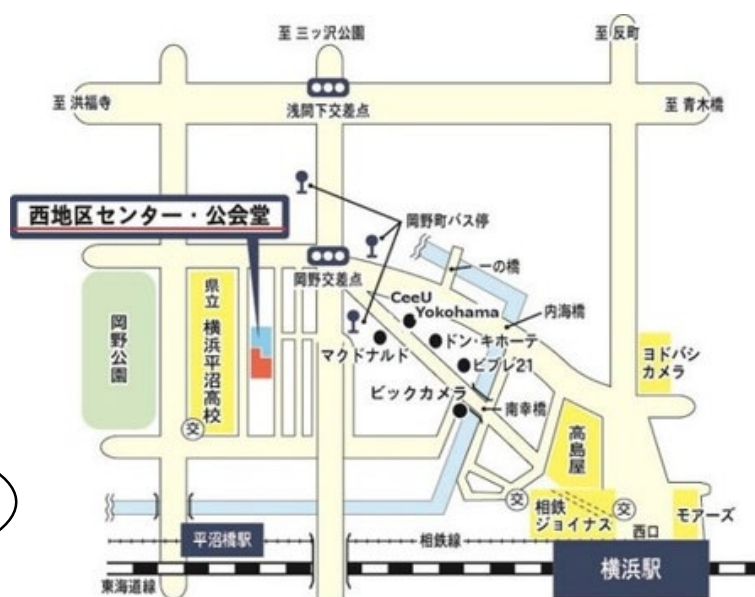 至 三ッ沢公園
至 反町
至 洪福寺
浅間下交差点
至 青木橋
西地区センター・公会堂
岡野町バス停
一の橋
岡野交差点
CeeU
Yokohama
内海橋
岡野公園
県立 横浜平沼高校
マクドナルド
ドン・キホーテ
ビブレ21
ヨドバシ
カメラ
ビックカメラ
南幸橋
交
高島屋
交
相鉄
ジョイナス
交
モアーズ
西口
平沼橋駅
相鉄線
横浜駅
東海道線